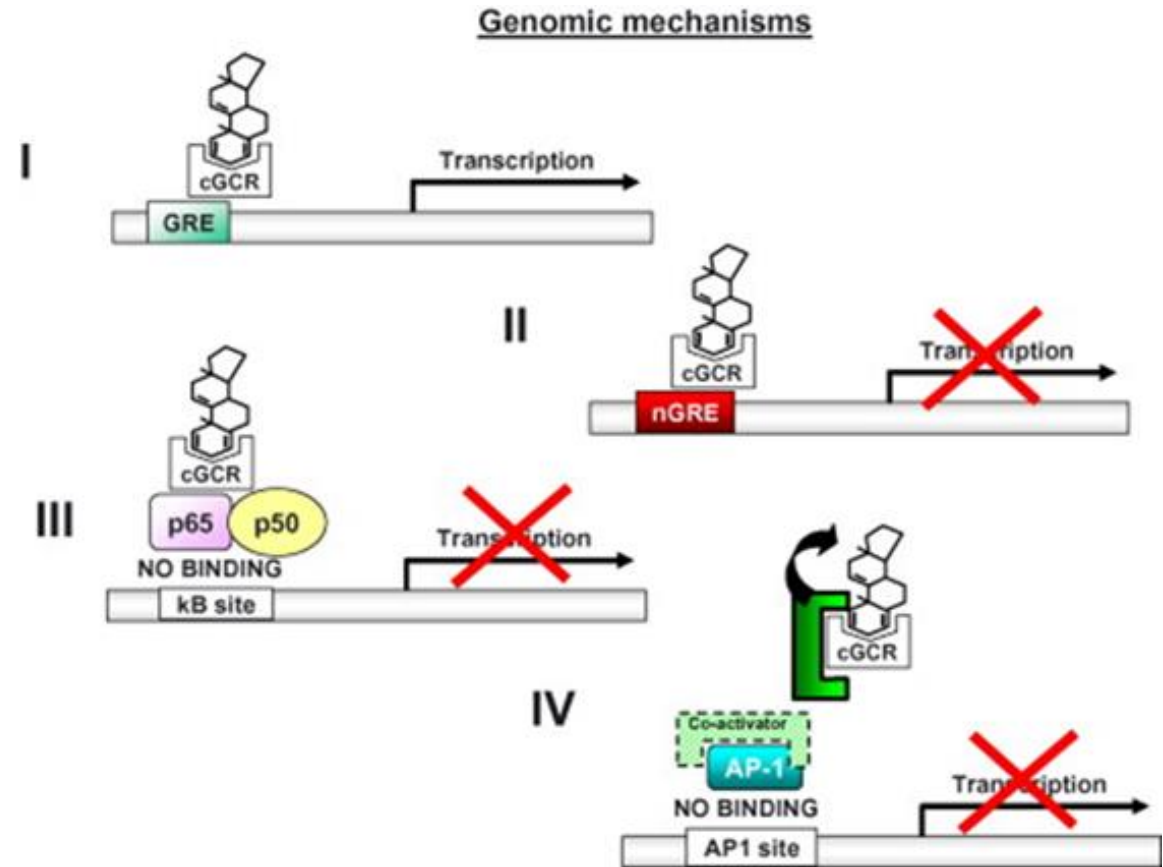 Genomic mechanisms
I
cGCR
GRE
Transcription
II
cGCR
nGRE
Transcription
III
cGCR
p65
p50
NO BINDING
kB site
Transcription
IV
cGCR
Co-activator
AP-1
NO BINDING
AP1 site
Transcription